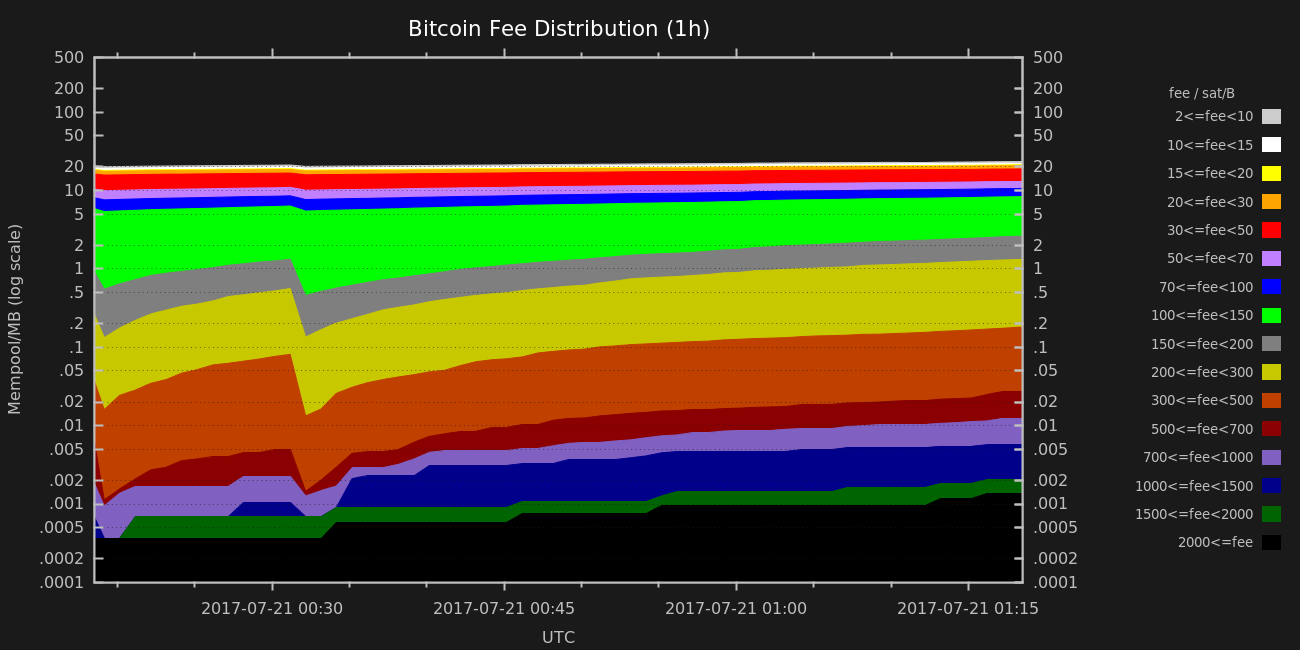 Bitcoin Fee Distribution (1h)
Mempool/MB (log scale)
500
200
100
50
20
10
5
2
1
.5
.2
.1
.05
.02
.01
.005
.002
.001
.0005
.0002
.0001
500
200
100
50
20
10
5
2
1
.5
.2
.1
.05
.02
.01
.005
.002
.001
.0005
.0002
.0001
2017-07-21 00:30
2017-07-21 00:45
2017-07-21 01:00
2017-07-21 01:15
UTC
fee / sat/B
2<=fee<10
10<=fee<15
15<=fee<20
20<=fee<30
30<=fee<50
50<=fee<70
70<=fee<100
100<=fee<150
150<=fee<200
200<=fee<300
300<=fee<500
500<=fee<700
700<=fee<1000
1000<=fee<1500
1500<=fee<2000
2000<=fee